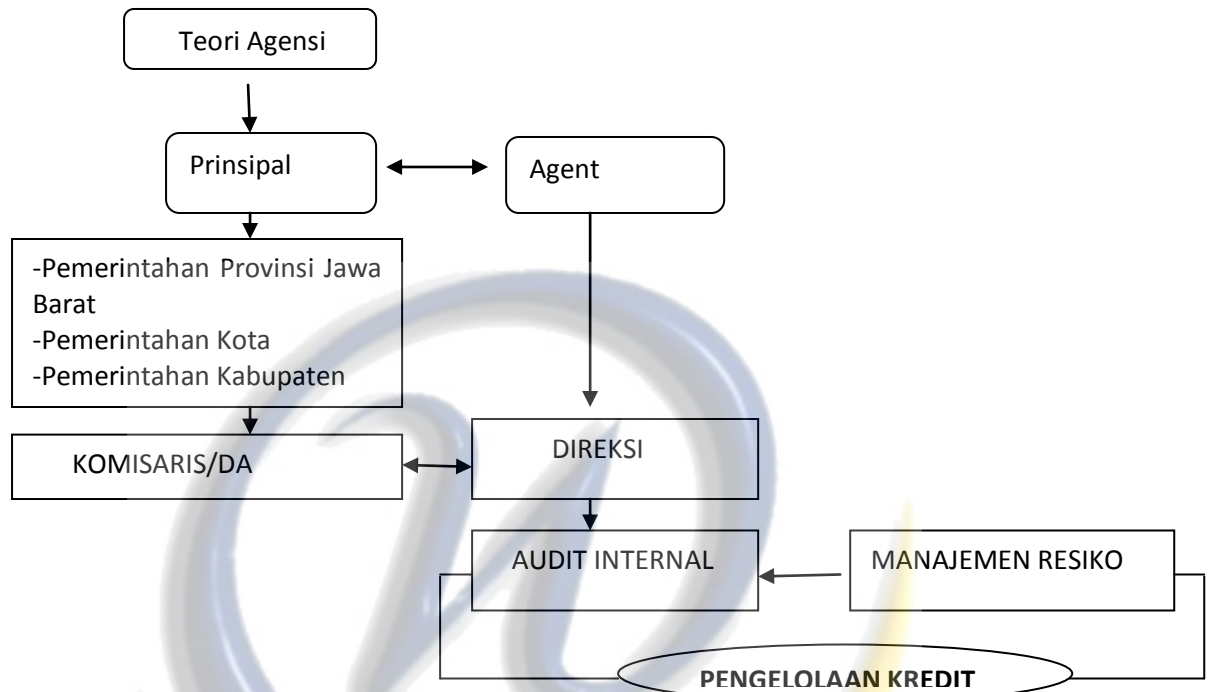 Teori Agensi
Prinsipal
Agent
-Pemerintahan Provinsi Jawa
Barat
-Pemerintahan Kota
-Pemerintahan Kabupaten
KOMISARIS/DA
DIREKSI
AUDIT INTERNAL
MANAJEMEN RESIKO
PENGELOLAAN KREDIT